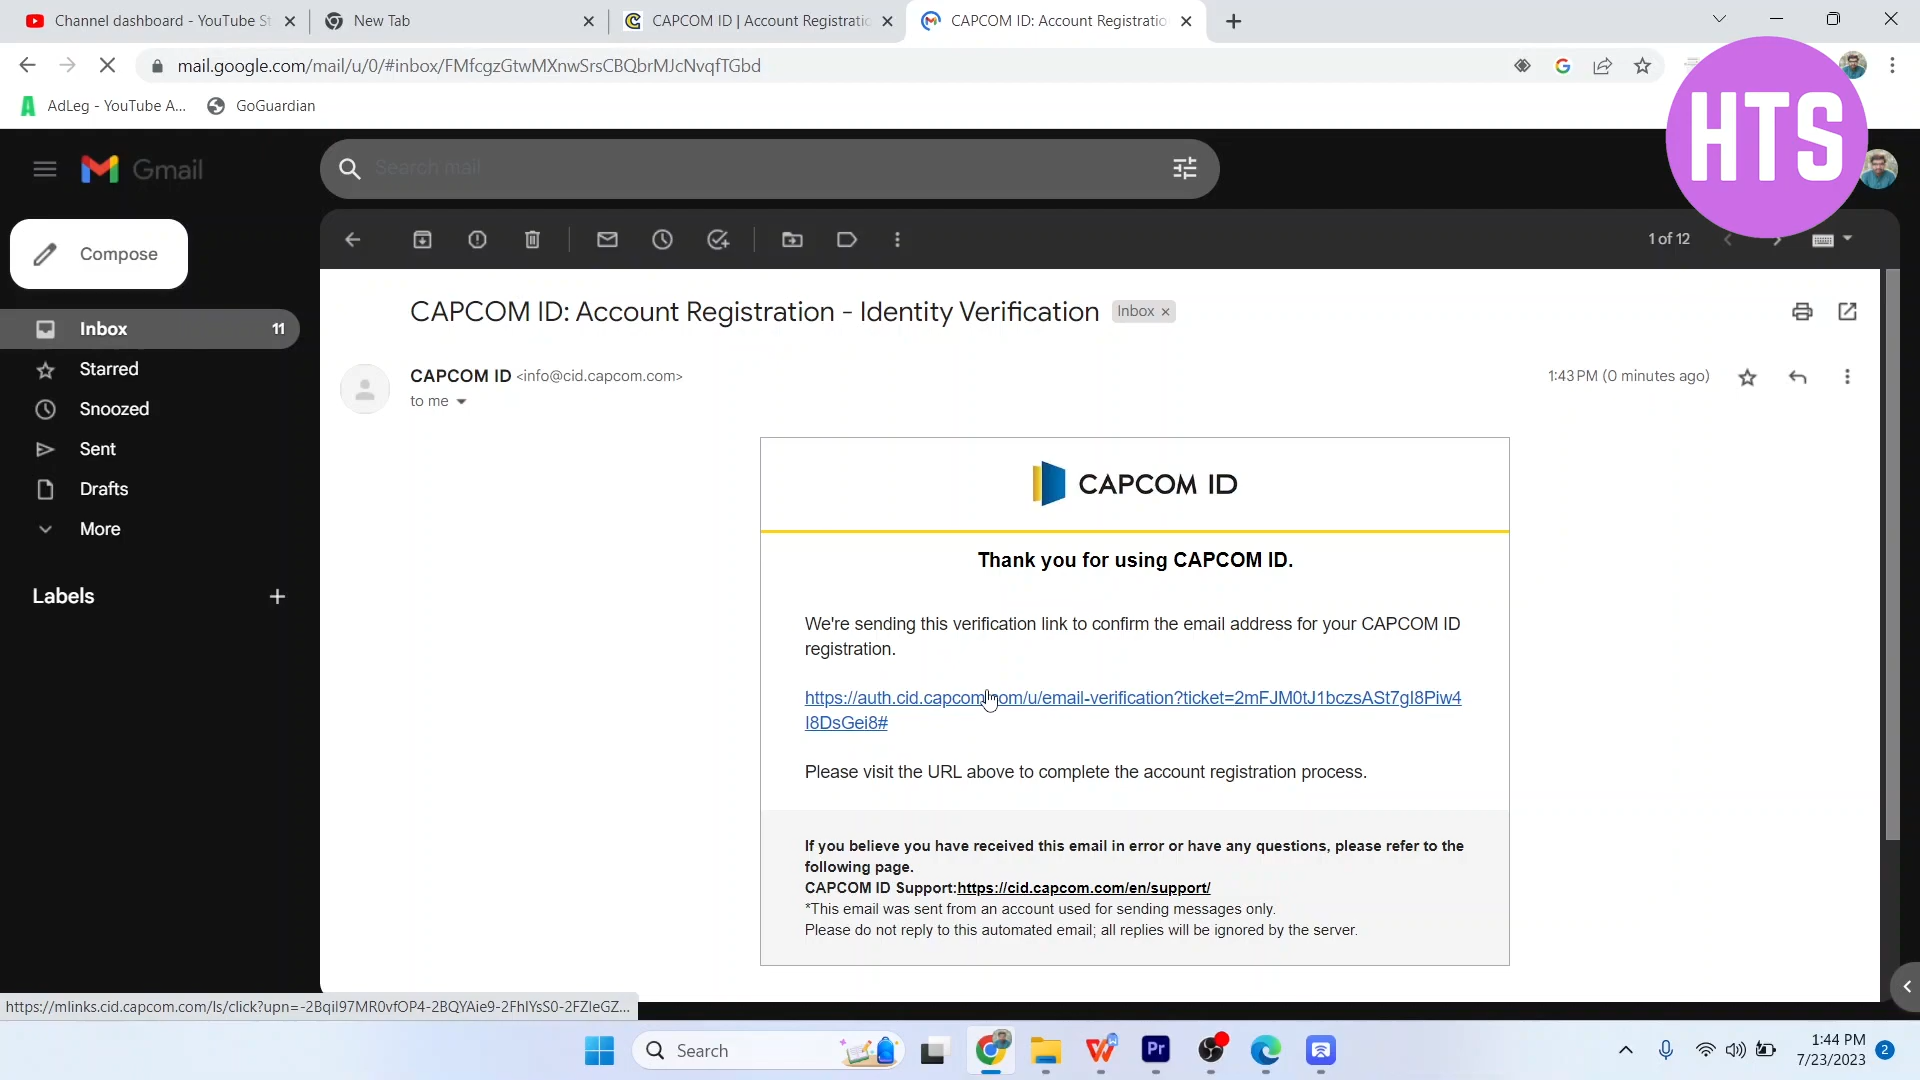 Channel dashboard - YouTube St
New Tab
CAPCOM ID | Account Registratio
CAPCOM ID: Account Registratio
mail.google.com/mail/u/0/#inbox/FMfcgzGtwMXnwSrsCBQbrMJcNvqfTGbd
AdLeg - YouTube A...
GoGuardian
HTS
Gmail
Search mail
Compose
1 of 12
Inbox 11
Starred
Snoozed
Sent
Drafts
More
Labels
CAPCOM ID: Account Registration - Identity Verification Inbox
CAPCOM ID <info@cid.capcom.com>
1:43 PM (0 minutes ago)
to me
CAPCOM ID
Thank you for using CAPCOM ID.
We're sending this verification link to confirm the email address for your CAPCOM ID
registration.
https://auth.cid.capcom.com/u/email-verification?ticket=2mFJM0tJ1bczsASt7gI8Piw4
I8DsGei8#
Please visit the URL above to complete the account registration process.
If you believe you have received this email in error or have any questions, please refer to the
following page.
CAPCOM ID Support:https://cid.capcom.com/en/support/
*This email was sent from an account used for sending messages only.
Please do not reply to this automated email; all replies will be ignored by the server.
https://mlinks.cid.capcom.com/ls/click?upn=-2BqiI97MR0vfOP4-2BQYAie9-2FhIYsS0-2FZIeGZ...
Search
Pr
1:44 PM
7/23/2023
2